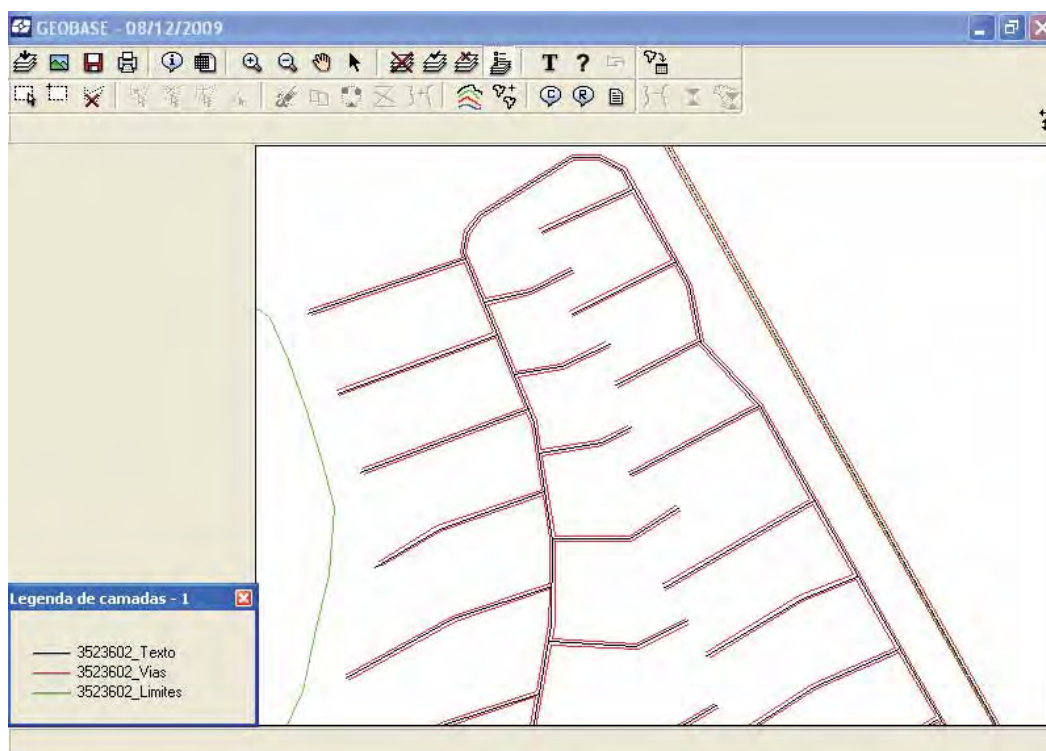 GEOBASE - 08/12/2009
T ?
C R
Legenda de camadas - 1
3523602_Texto
3523602_Vias
3523602_Limites